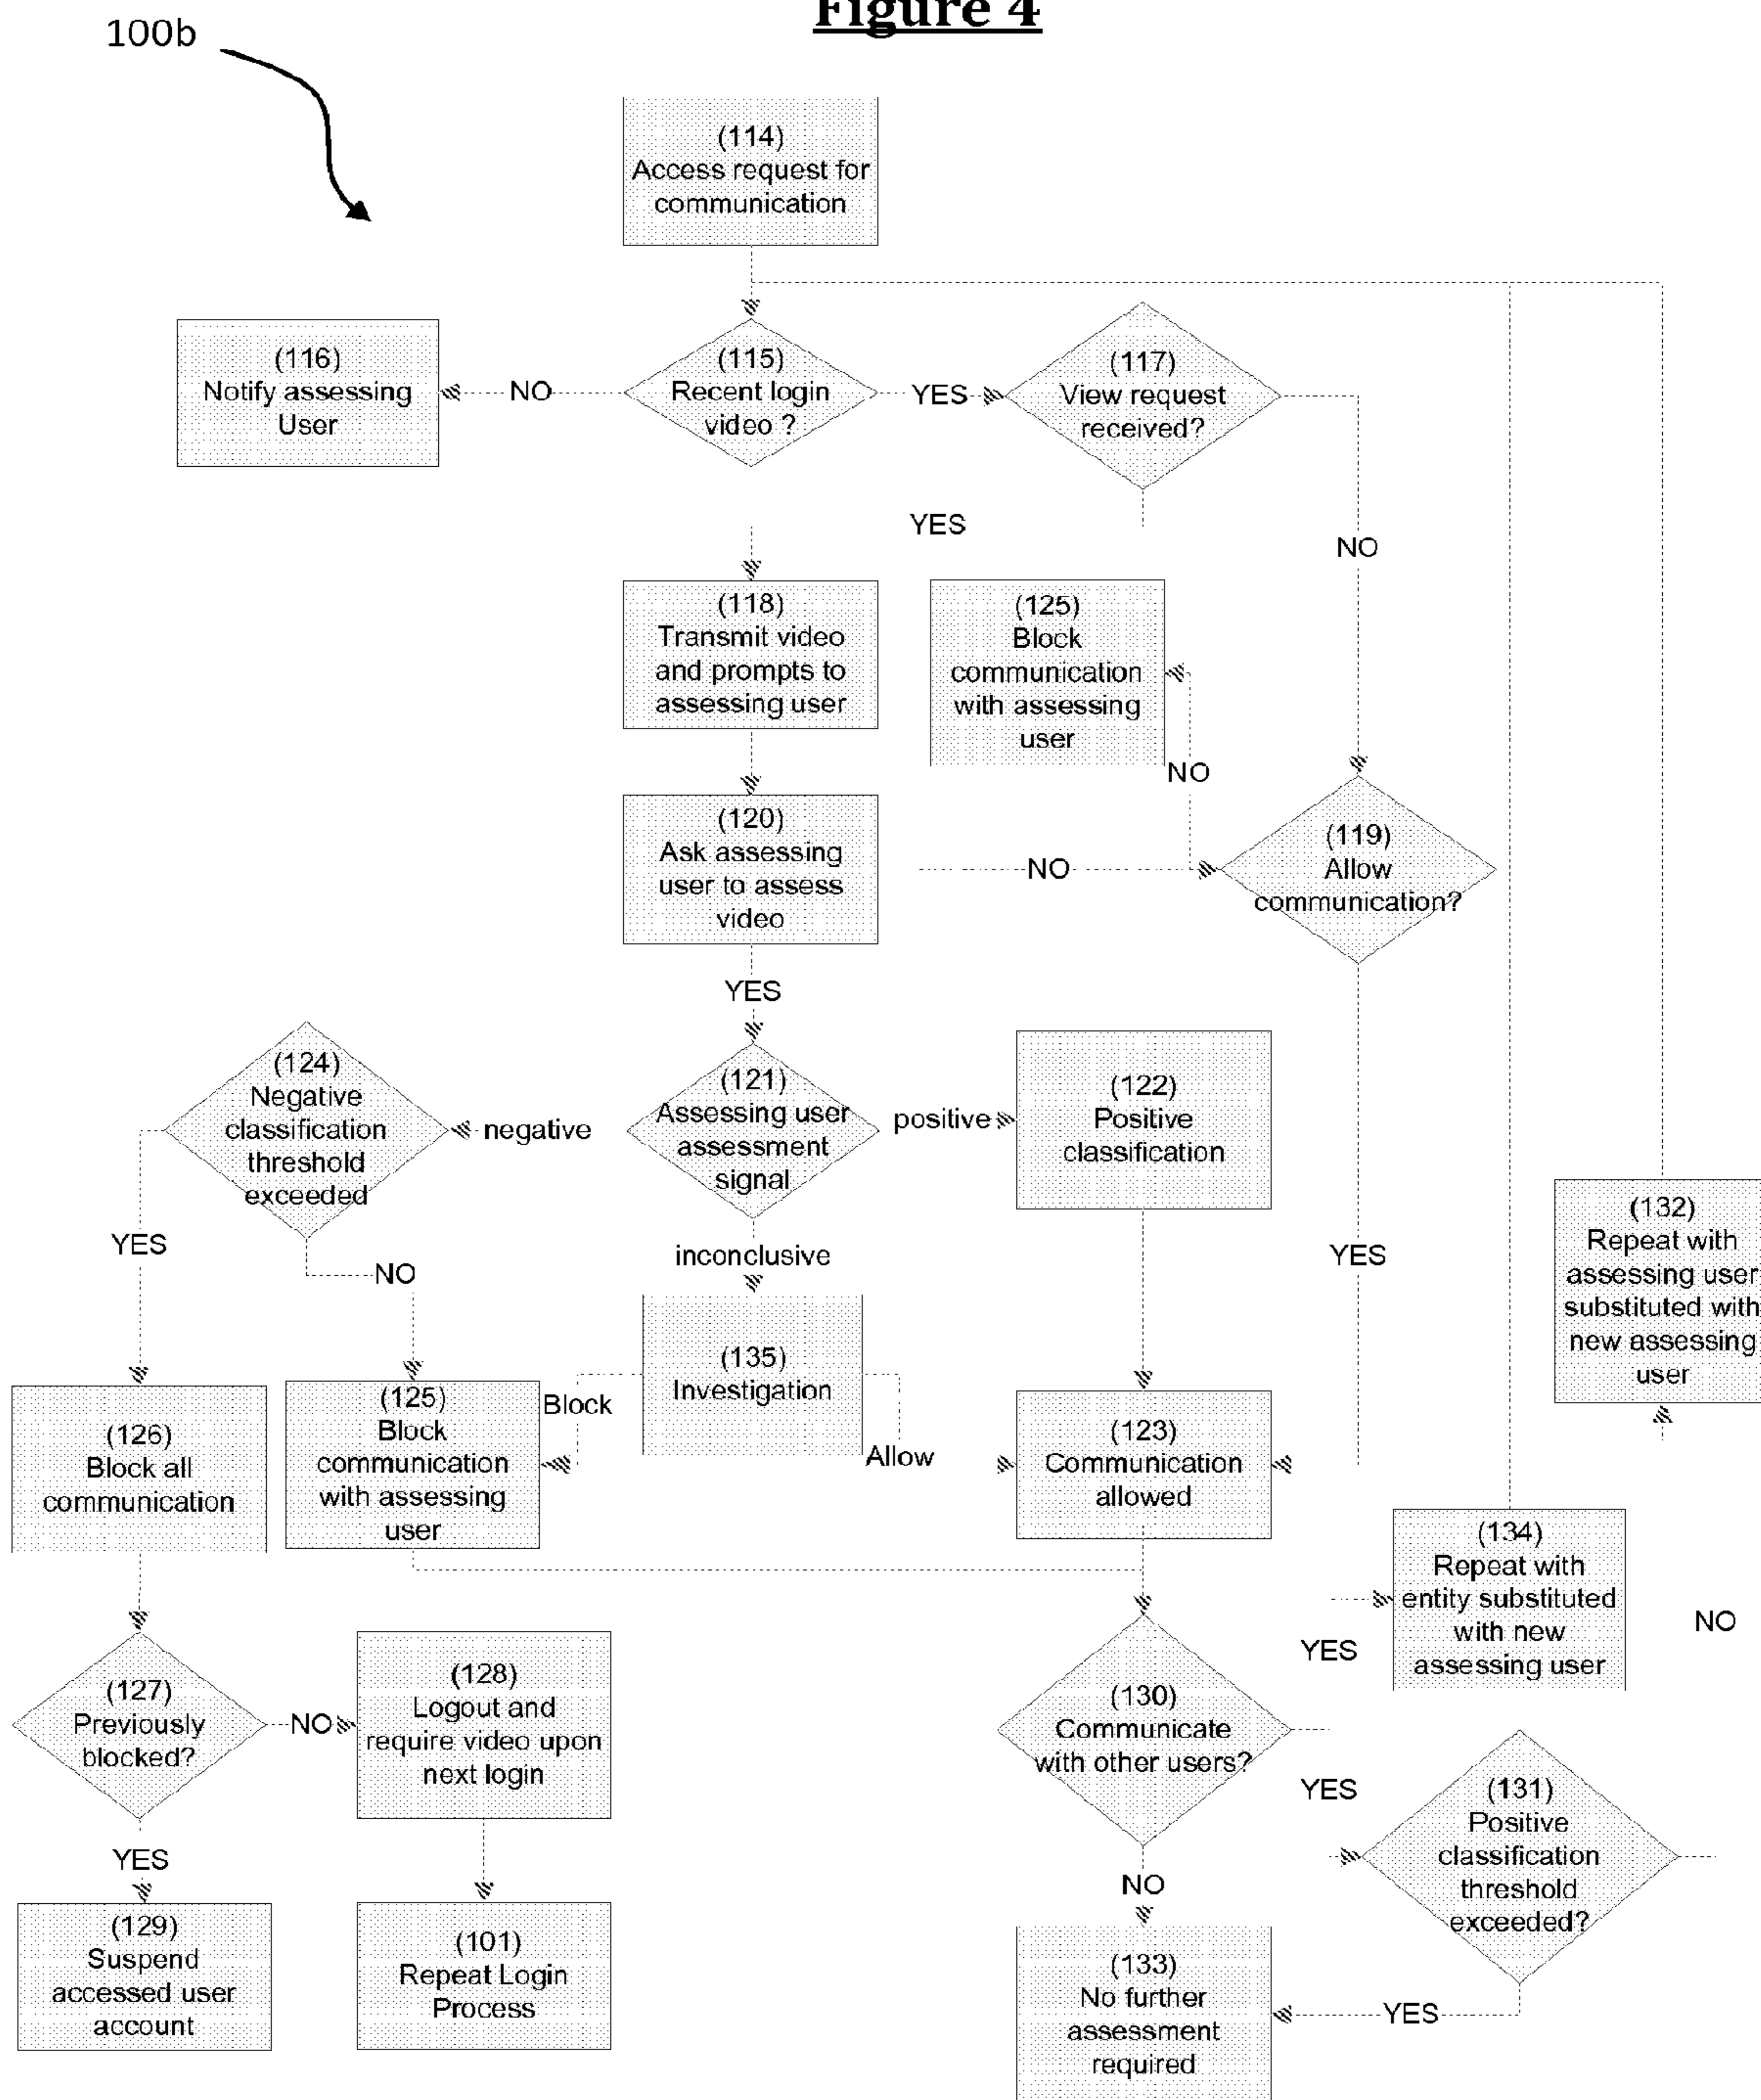 Figure 4
100b
(114)
Access request for
communication
(116)
Notify assessing
User
NO
(115)
Recent login
video ?
YES
(117)
View request
received?
YES
NO
(118)
Transmit video
and prompts to
assessing user
(125)
Block
communication
with assessing
user
NO
(120)
Ask assessing
user to assess
video
NO
(119)
Allow
communication?
YES
(124)
Negative
classification
threshold
exceeded
negative
(121)
Assessing user
assessment
signal
positive
(122)
Positive
classification
YES
NO
inconclusive
YES
(132)
Repeat with
assessing user
substituted with
new assessing
user
(126)
Block all
communication
(125)
Block
communication
with assessing
user
Block
(135)
Investigation
Allow
(123)
Communication
allowed
(134)
Repeat with
entity substituted
with new
assessing user
NO
YES
(127)
Previously
blocked?
NO
(128)
Logout and
require video upon
next login
(130)
Communicate
with other users?
YES
(131)
Positive
classification
threshold
exceeded?
YES
NO
(129)
Suspend
accessed user
account
(101)
Repeat Login
Process
(133)
No further
assessment
required
YES